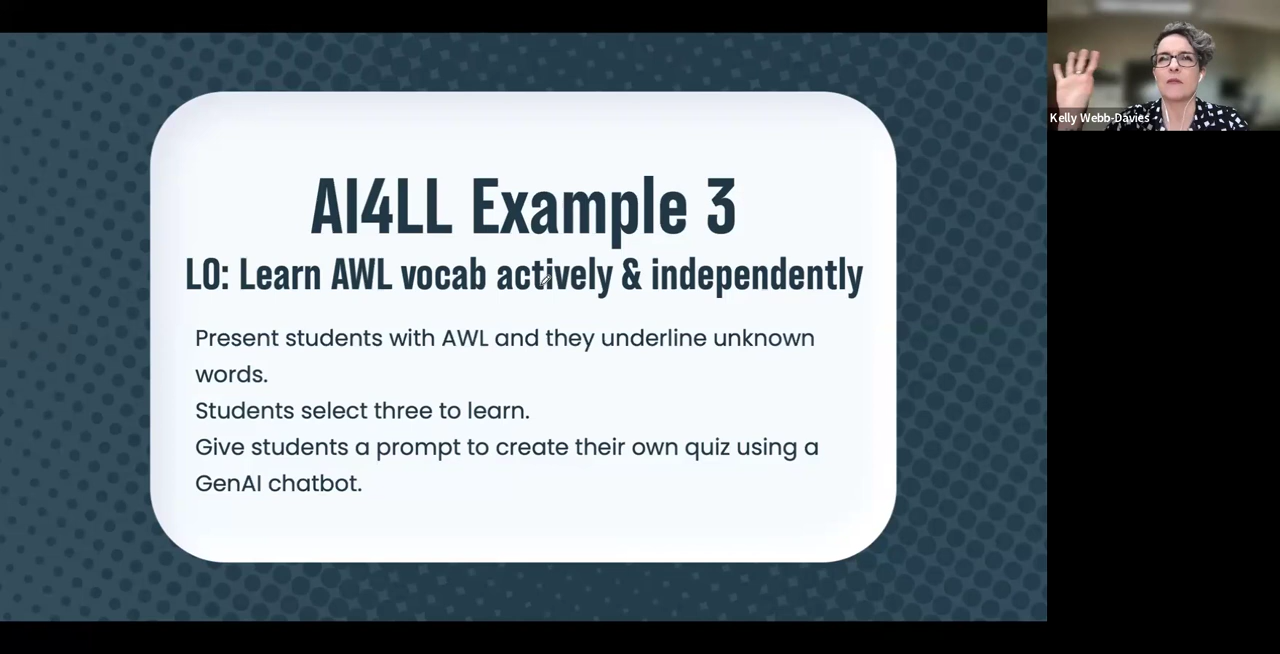 AI4LL Example 3
LO: Learn AWL vocab actively & independently
Present students with AWL and they underline unknown
words.
Students select three to learn.
Give students a prompt to create their own quiz using a
GenAI chatbot.
Kelly Webb-Davies